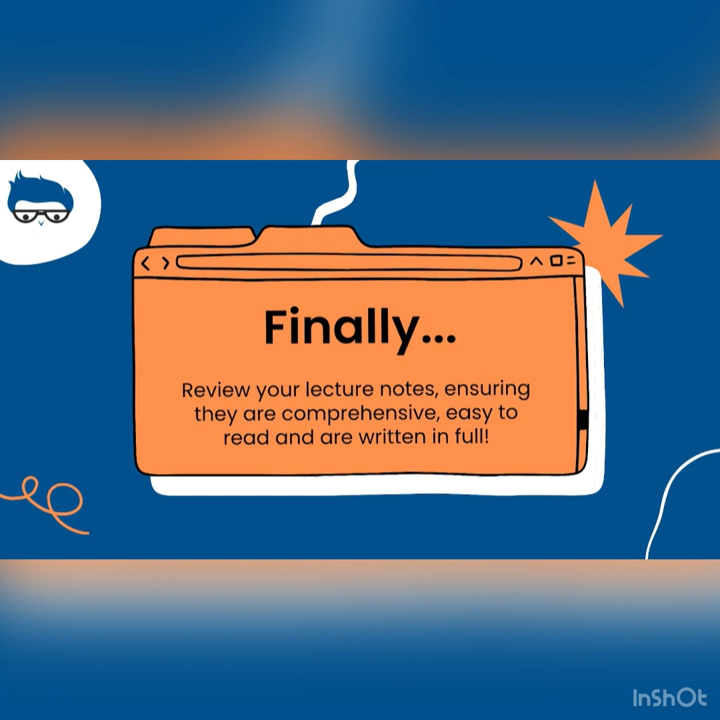 Finally...
Review your lecture notes, ensuring
they are comprehensive, easy to
read and are written in full!
InShOt